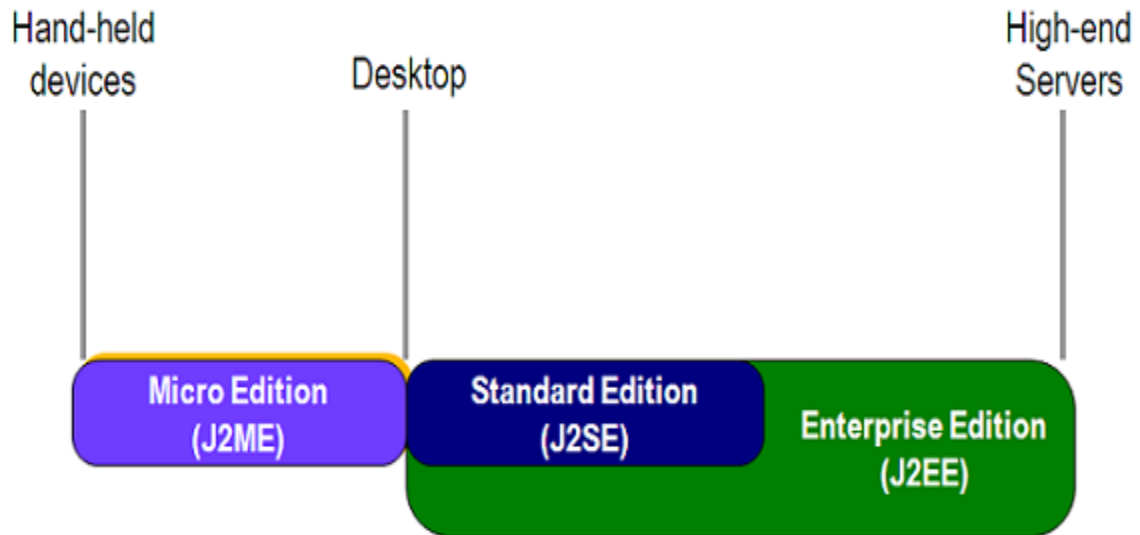 Hand-held
devices
Desktop
High-end
Servers
Micro Edition
(J2ME)
Standard Edition
(J2SE)
Enterprise Edition
(J2EE)